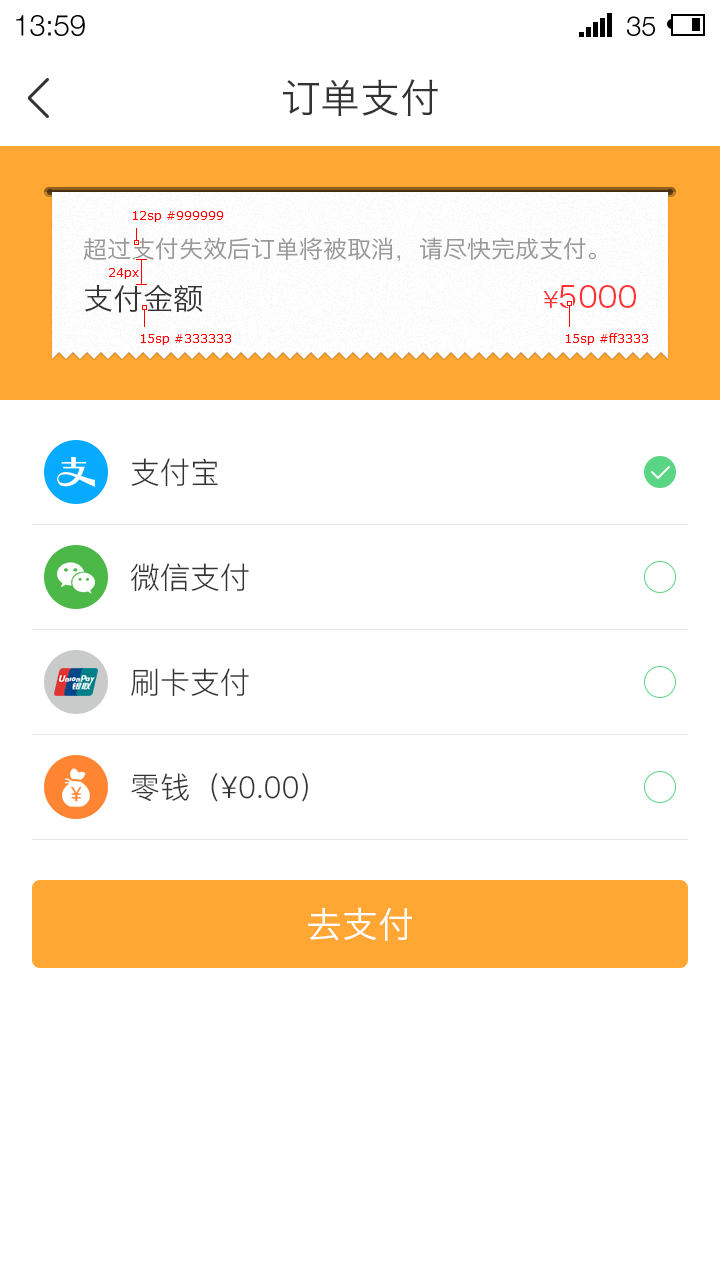 13:59 35
订单支付
12sp #999999
超过支付失效后订单将被取消，请尽快完成支付。
24px
支付金额 ¥5000
15sp #333333 15sp #ff3333
支 支付宝
微信支付
UnionPay 银联 刷卡支付
¥ 零钱（¥0.00）
去支付